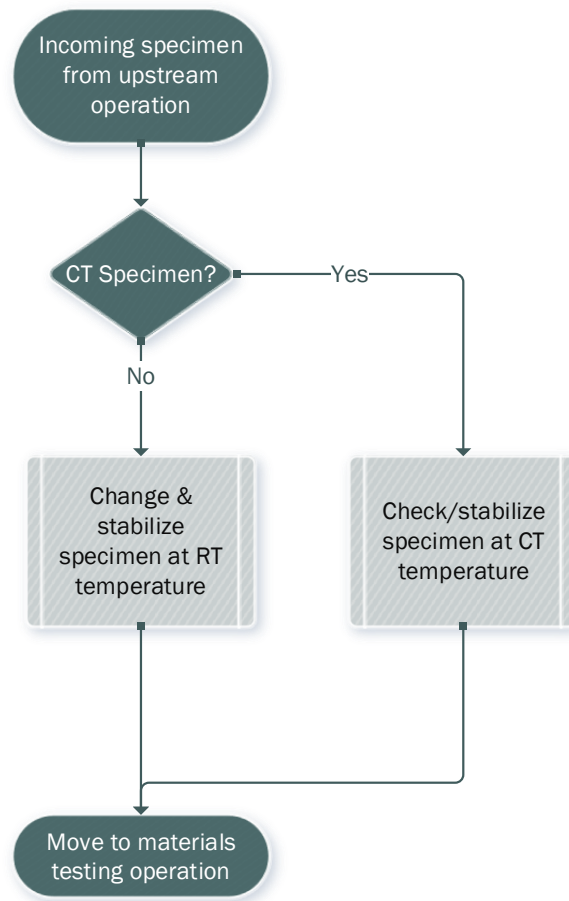 Incoming specimen
from upstream
operation
CT Specimen?
Yes
No
Change &
stabilize
specimen at RT
temperature
Check/stabilize
specimen at CT
temperature
Move to materials
testing operation